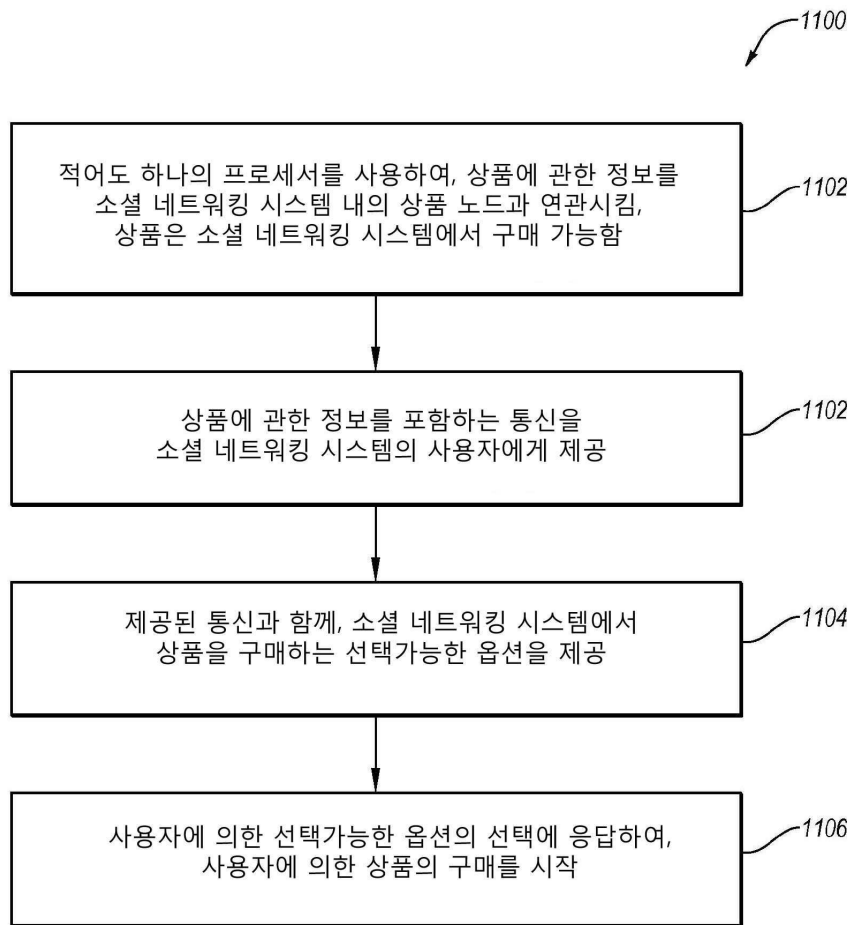 1100
적어도 하나의 프로세서를 사용하여, 상품에 관한 정보를
소셜 네트워킹 시스템 내의 상품 노드과 연관시킴,
상품은 소셜 네트워킹 시스템에서 구매 가능함
1102
상품에 관한 정보를 포함하는 통신을
소셜 네트워킹 시스템의 사용자에게 제공
1102
제공된 통신과 함께, 소셜 네트워킹 시스템에서
상품을 구매하는 선택가능한 옵션을 제공
1104
사용자에 의한 선택가능한 옵션의 선택에 응답하여,
사용자에 의한 상품의 구매를 시작
1106